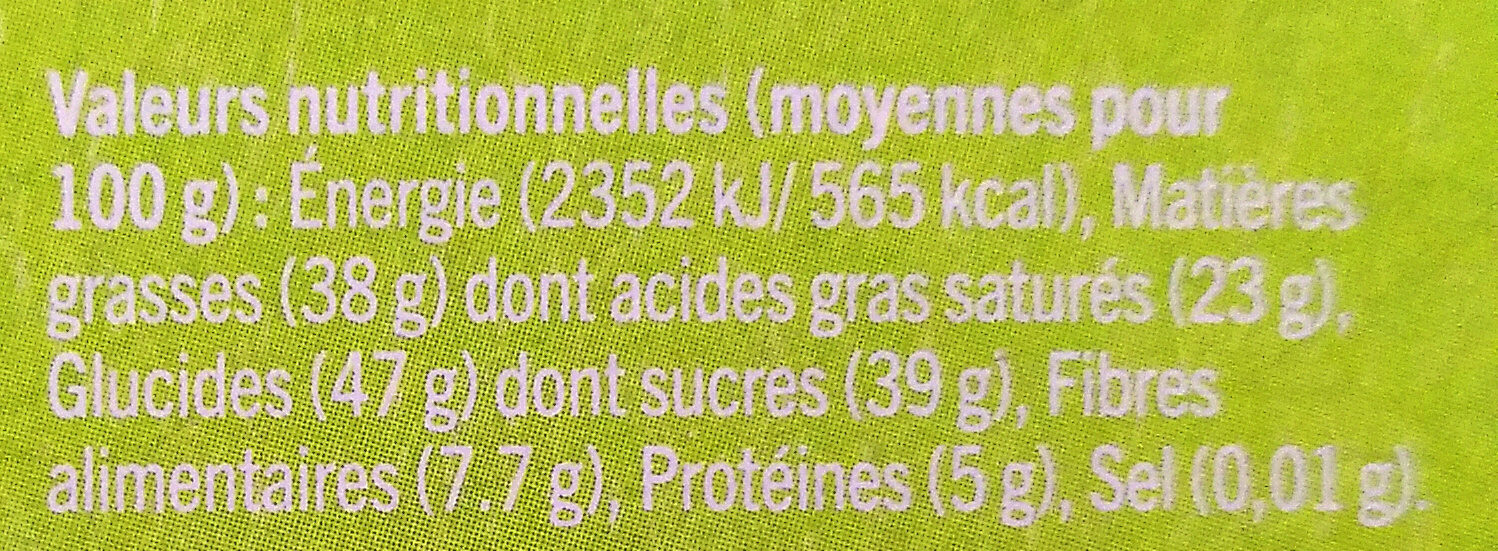 Valeurs nutritionnelles (moyennes pour
100 g) : Énergie (2352 kJ/ 565 kcal), Matières
grasses (38 g) dont acides gras saturés (23 g),
Glucides (47 g) dont sucres (39 g), Fibres
alimentaires (7.7 g), Protéines (5 g), Sel (0,01 g).